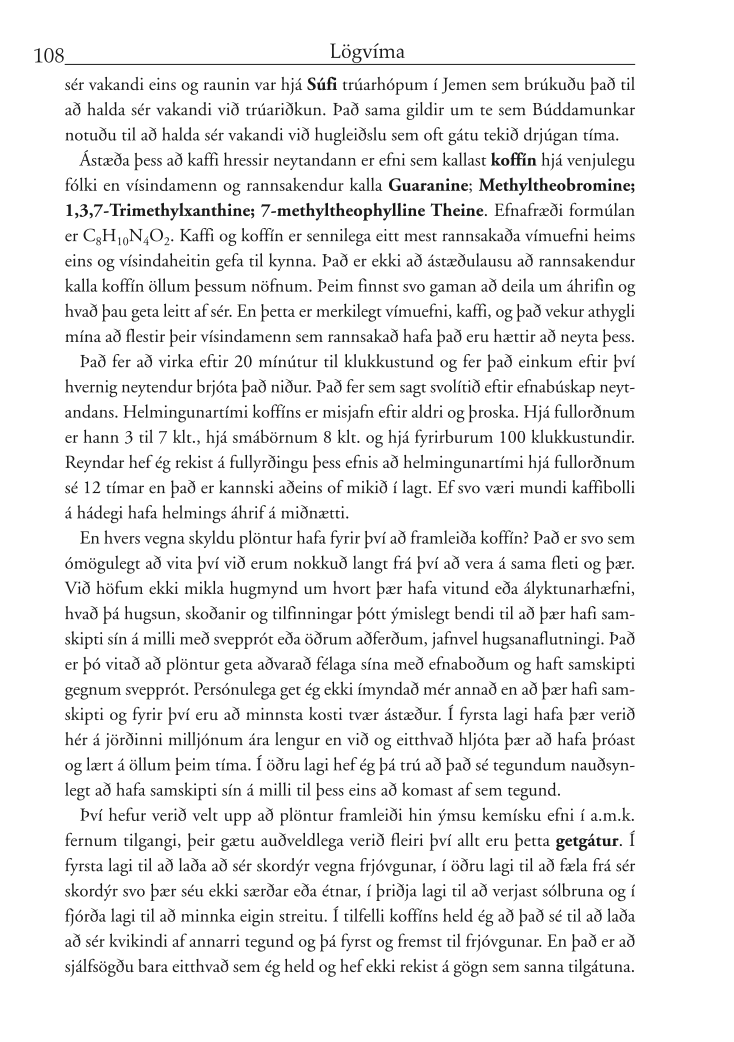 108 Lögvíma
sér vakandi eins og raunin var hjá Súfi trúarhópum í Jemen sem brúkuðu það til
að halda sér vakandi við trúariðkun. Það sama gildir um te sem Búddamunkar
notuðu til að halda sér vakandi við hugleiðslu sem oft gátu tekið drjúgan tíma.
Ástæða þess að kaffi hressir neytandann er efni sem kallast koffín hjá venjulegu
fólki en vísindamenn og rannsakendur kalla Guaranine; Methyltheobromine;
1,3,7-Trimethylxanthine; 7-methyltheophylline Theine. Efnafræði formúlan
er C₈H₁₀N₄O₂. Kaffi og koffín er sennilega eitt mest rannsakaða vímuefni heims
eins og vísindaheitin gefa til kynna. Það er ekki að ástæðulausu að rannsakendur
kalla koffín öllum þessum nöfnum. Þeim finnst svo gaman að deila um áhrifin og
hvað þau geta leitt af sér. En þetta er merkilegt vímuefni, kaffi, og það vekur athygli
mína að flestir þeir vísindamenn sem rannsakað hafa það eru hættir að neyta þess.
Það fer að virka eftir 20 mínútur til klukkustund og fer það einkum eftir því
hvernig neytendur brjóta það niður. Það fer sem sagt svolítið eftir efnabúskap neyt-
andans. Helmingunartími koffíns er misjafn eftir aldri og þroska. Hjá fullorðnum
er hann 3 til 7 klt., hjá smábörnum 8 klt. og hjá fyrirburum 100 klukkustundir.
Reyndar hef ég rekist á fullyrðingu þess efnis að helmingunartími hjá fullorðnum
sé 12 tímar en það er kannski aðeins of mikið í lagt. Ef svo væri mundi kaffibolli
á hádegi hafa helmings áhrif á miðnætti.
En hvers vegna skyldu plöntur hafa fyrir því að framleiða koffín? Það er svo sem
ómögulegt að vita því við erum nokkuð langt frá því að vera á sama fleti og þær.
Við höfum ekki mikla hugmynd um hvort þær hafa vitund eða ályktunarhæfni,
hvað þá hugsun, skoðanir og tilfinningar þótt ýmislegt bendi til að þær hafi sam-
skipti sín á milli með svepprót eða öðrum aðferðum, jafnvel hugsanaflutningi. Það
er þó vitað að plöntur geta aðvarað félaga sína með efnaboðum og haft samskipti
gegnum svepprót. Persónulega get ég ekki ímyndað mér annað en að þær hafi sam-
skipti og fyrir því eru að minnsta kosti tvær ástæður. Í fyrsta lagi hafa þær verið
hér á jörðinni milljónum ára lengur en við og eitthvað hljóta þær að hafa þróast
og lært á öllum þeim tíma. Í öðru lagi hef ég þá trú að það sé tegundum nauðsyn-
legt að hafa samskipti sín á milli til þess eins að komast af sem tegund.
Því hefur verið velt upp að plöntur framleiði hin ýmsu kemísku efni í a.m.k.
fernum tilgangi, þeir gætu auðveldlega verið fleiri því allt eru þetta getgátur. Í
fyrsta lagi til að laða að sér skordýr vegna frjóvgunar, í öðru lagi til að fæla frá sér
skordýr svo þær séu ekki særðar eða étnar, í þriðja lagi til að verjast sólbruna og í
fjórða lagi til að minnka eigin streitu. Í tilfelli koffíns held ég að það sé til að laða
að sér kvikindi af annarri tegund og þá fyrst og fremst til frjóvgunar. En það er að
sjálfsögðu bara eitthvað sem ég held og hef ekki rekist á gögn sem sanna tilgátuna.